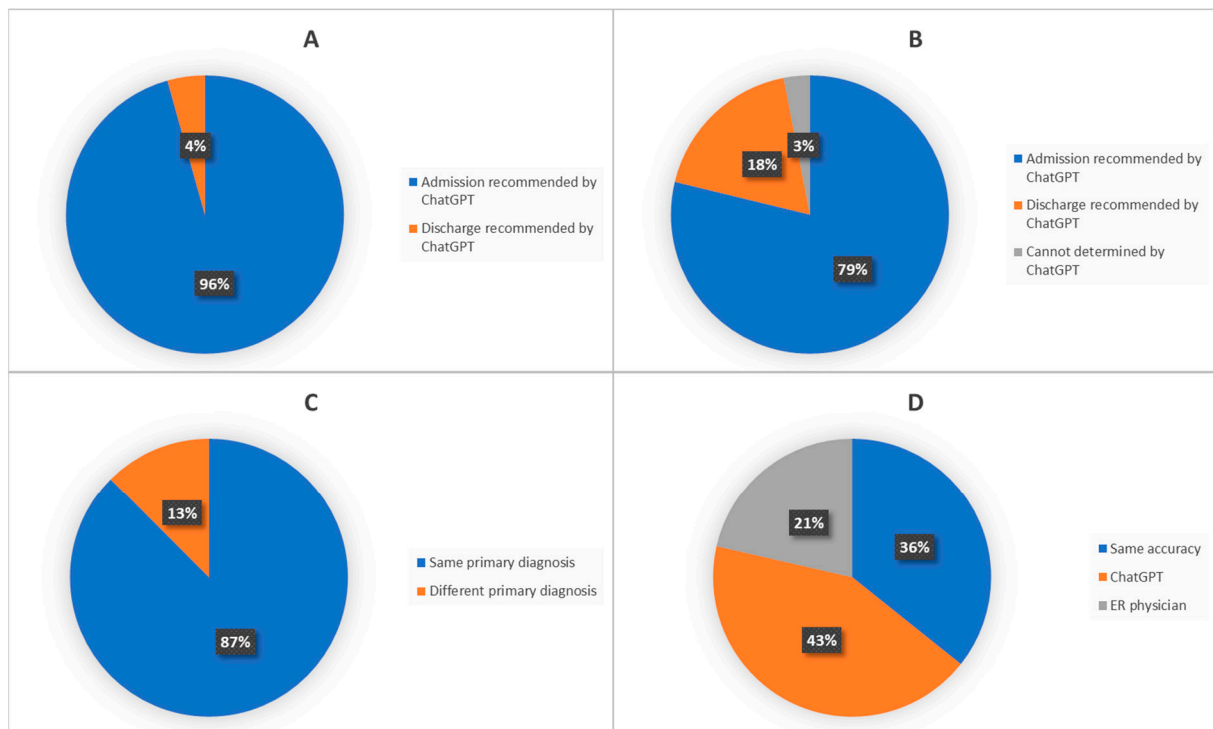 A
4%
96%
Admission recommended by
ChatGPT
Discharge recommended by
ChatGPT
B
3%
18%
79%
Admission recommended by
ChatGPT
Discharge recommended by
ChatGPT
Cannot determined by
ChatGPT
C
13%
87%
Same primary diagnosis
Different primary diagnosis
D
21%
36%
43%
Same accuracy
ChatGPT
ER physician